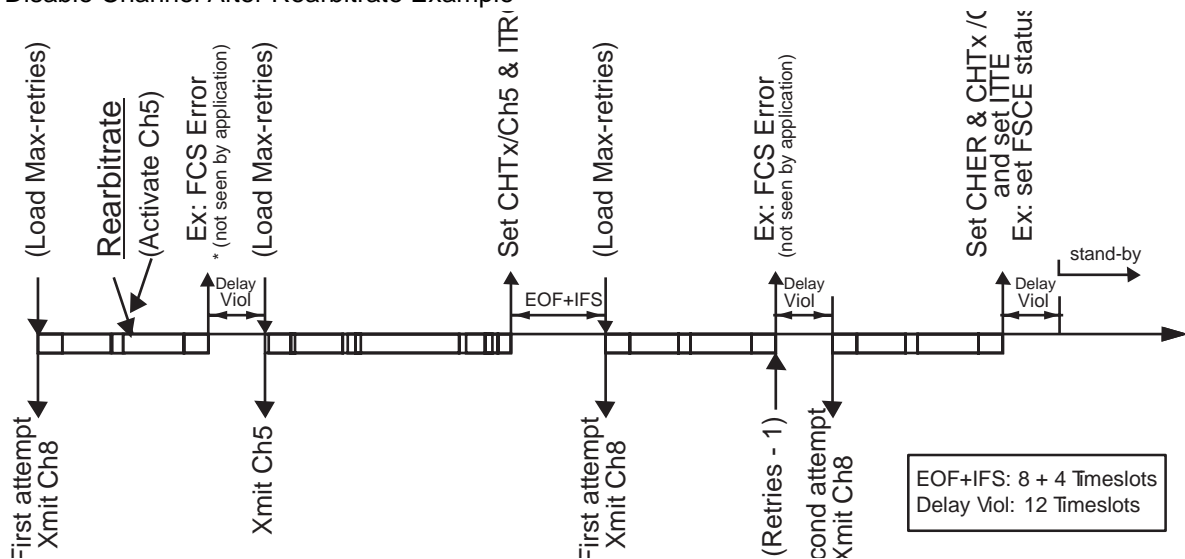 Disable Channel After Rearbitrate Example
(Load Max-retries)
Rearbitrate
(Activate Ch5)
Ex: FCS Error
* (not seen by application)
(Load Max-retries)
Set CHTx/Ch5 & ITR
(Load Max-retries)
Ex: FCS Error
(not seen by application)
Set CHER & CHTx /C
and set ITTE
Ex: set FSCE status
stand-by
Delay
Viol
EOF+IFS
Delay
Viol
Delay
Viol
First attempt
Xmit Ch8
Xmit Ch5
First attempt
Xmit Ch8
(Retries - 1)
cond attempt
Xmit Ch8
EOF+IFS: 8 + 4 Timeslots
Delay Viol: 12 Timeslots